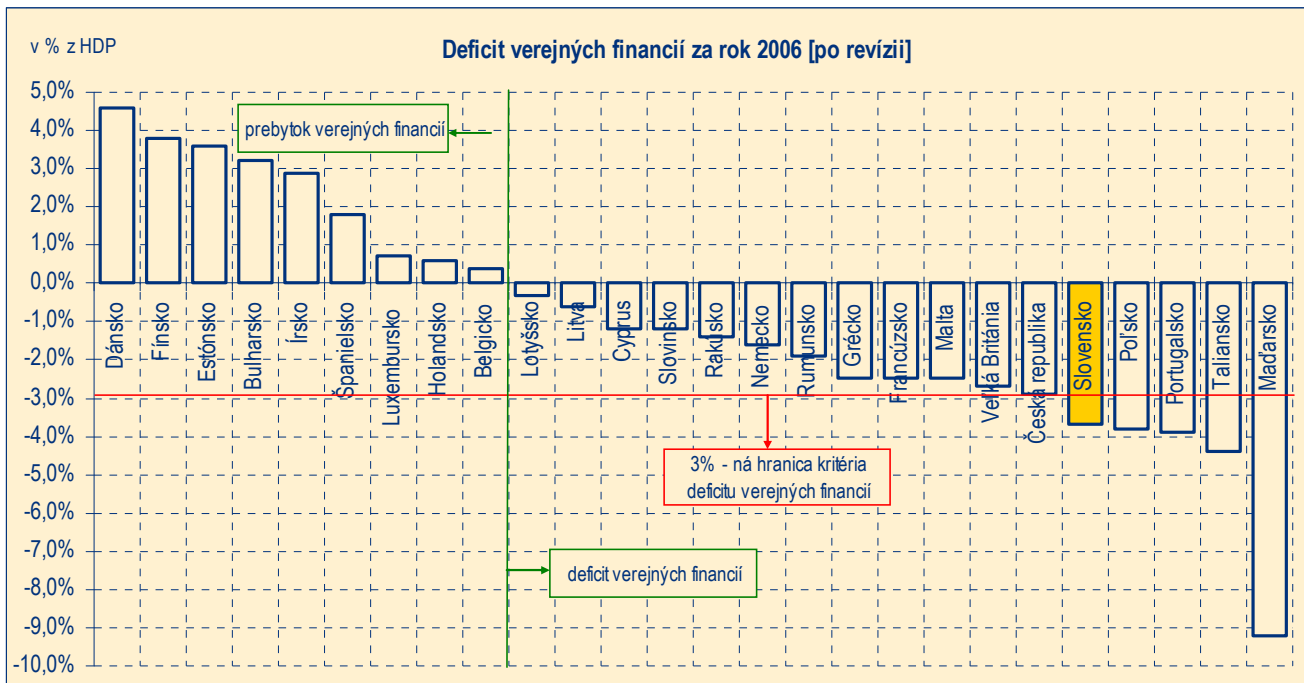 v % z HDP
Deficit verejných financií za rok 2006 [po revízii]
5,0%
4,0%
3,0%
2,0%
1,0%
0,0%
-1,0%
-2,0%
-3,0%
-4,0%
-5,0%
-6,0%
-7,0%
-8,0%
-9,0%
-10,0%
prebytok verejných financií
Dánsko
Fínsko
Estónsko
Buharsko
Írsko
Španielsko
Luxembursko
Holandsko
Belgicko
Lotyšsko
Litva
Cyprus
Slovinsko
Rakúsko
Nemecko
Rumunsko
Grécko
Francúzsko
Malta
Veľká Británia
Česká republika
Slovensko
Poľsko
Portugalsko
Taliansko
Maďarsko
3% - ná hranica kritéria
deficitu verejných financií
deficit verejných financií